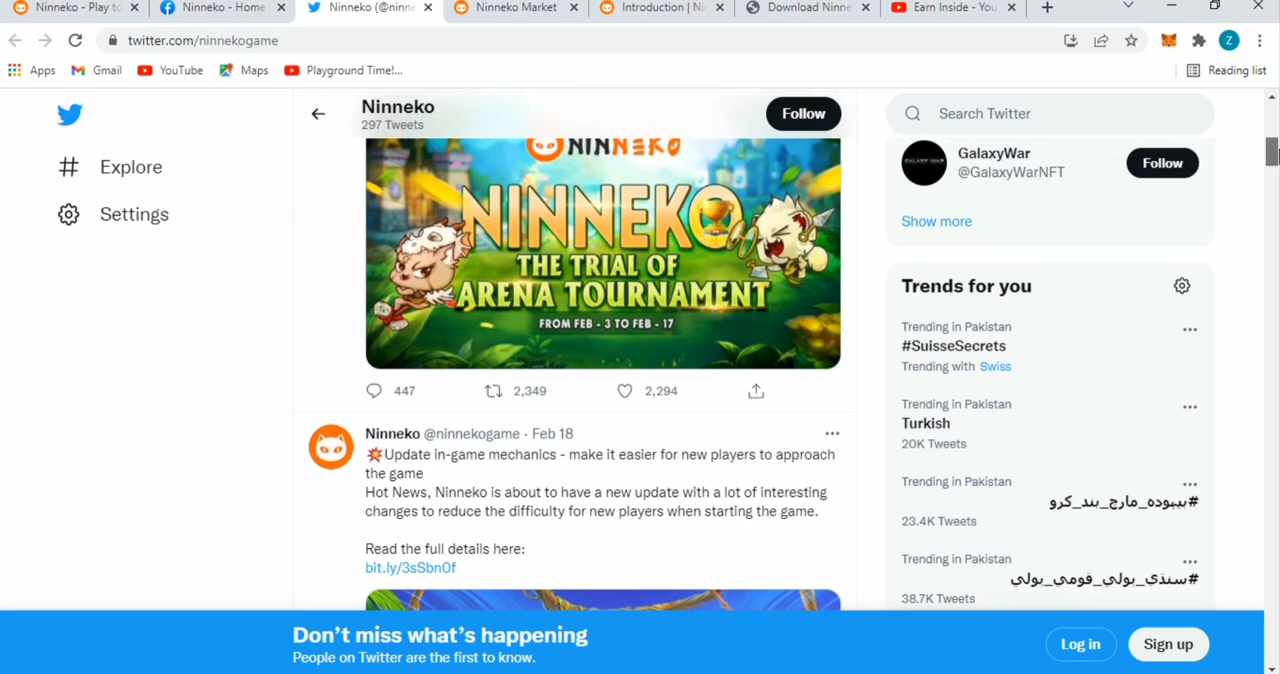 Ninneko - Play to
Ninneko - Home
Ninneko (@ninne
Ninneko Market
Introduction | Ni
Download Ninne
Earn Inside - You
twitter.com/ninnekogame
Z
Apps
Gmail
YouTube
Maps
Playground Time!...
Reading list
Explore
Settings
Ninneko
297 Tweets
Follow
NINNEKO
NINNEKO
THE TRIAL OF
ARENA TOURNAMENT
FROM FEB - 3 TO FEB - 17
447
2,349
2,294
Ninneko @ninnekogame · Feb 18
💥Update in-game mechanics - make it easier for new players to approach
the game
Hot News, Ninneko is about to have a new update with a lot of interesting
changes to reduce the difficulty for new players when starting the game.
Read the full details here:
bit.ly/3sSbn0f
Search Twitter
GALAXY WAR
GalaxyWar
@GalaxyWarNFT
Follow
Show more
Trends for you
Trending in Pakistan
#SuisseSecrets
Trending with Swiss
Trending in Pakistan
Turkish
20K Tweets
Trending in Pakistan
#بیہودہ_مارچ_بند_کرو
23.4K Tweets
Trending in Pakistan
#سنڌي_ٻولي_قومي_ٻولي
38.7K Tweets
Don't miss what's happening
People on Twitter are the first to know.
Log in
Sign up